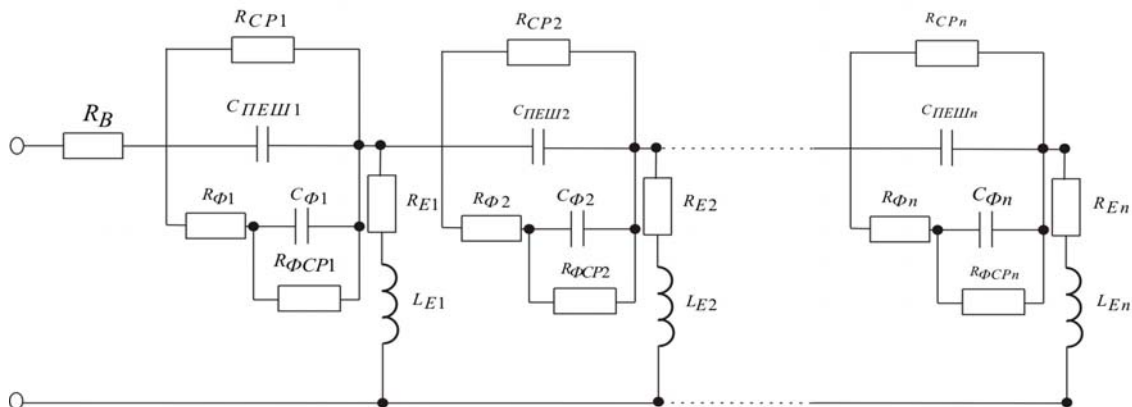 R_CP1
R_CP2
R_CPn
R_B
C_ПЕШ1
C_ПЕШ2
C_ПЕШn
R_Ф1
C_Ф1
R_E1
R_Ф2
C_Ф2
R_E2
R_Фn
C_Фn
R_En
R_ФCP1
R_ФCP2
R_ФCPn
L_E1
L_E2
L_En